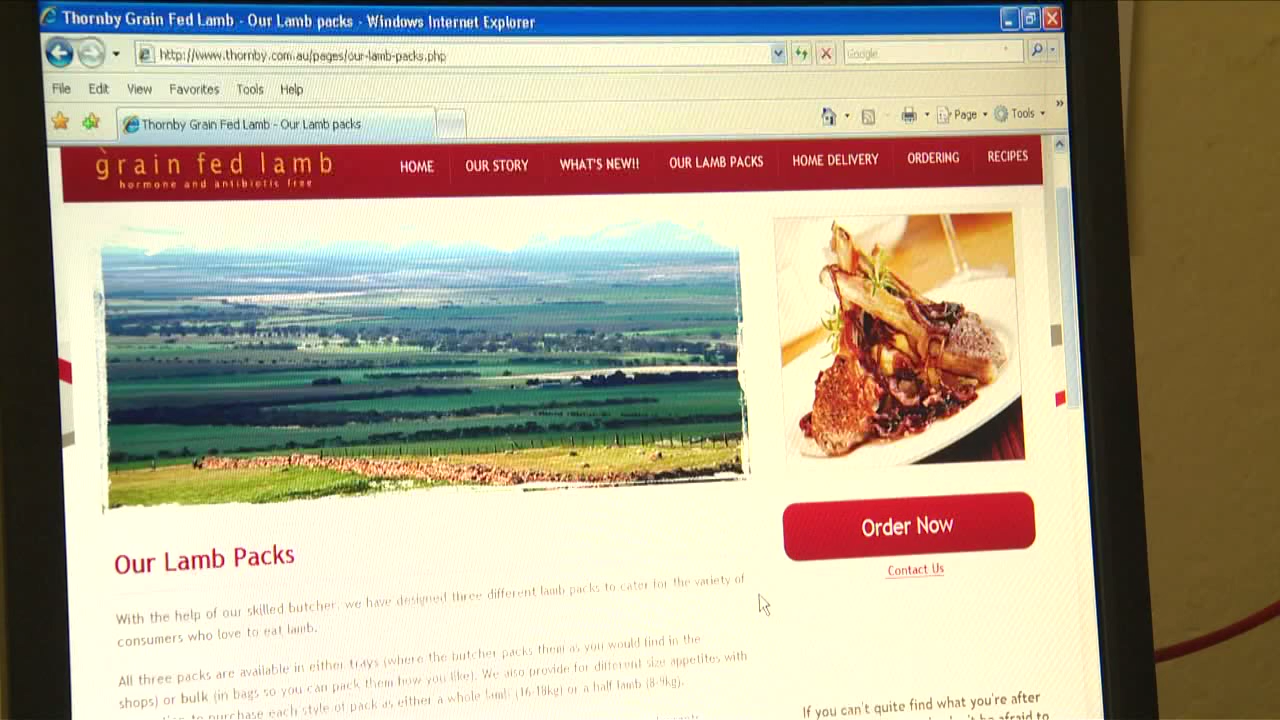 Thornby Grain Fed Lamb - Our Lamb packs - Windows Internet Explorer
http://www.thornby.com.au/pages/our-lamb-packs.php
Google
File Edit View Favorites Tools Help
Thornby Grain Fed Lamb - Our Lamb packs
Page Tools
grain fed lamb
hormone and antibiotic free
HOME OUR STORY WHAT'S NEW!! OUR LAMB PACKS HOME DELIVERY ORDERING RECIPES
Order Now
Contact Us
Our Lamb Packs
With the help of our skilled butcher, we have designed three different lamb packs to cater for the variety of
consumers who love to eat lamb.
All three packs are available in either trays (where the butcher packs them as you would find in the
shops) or bulk (in bags so you can pack them how you like). We also provide for different size appetites with
to purchase each style of pack as either a whole lamb (16-18kg) or a half lamb (8-9kg).
If you can't quite find what you're after
be afraid to